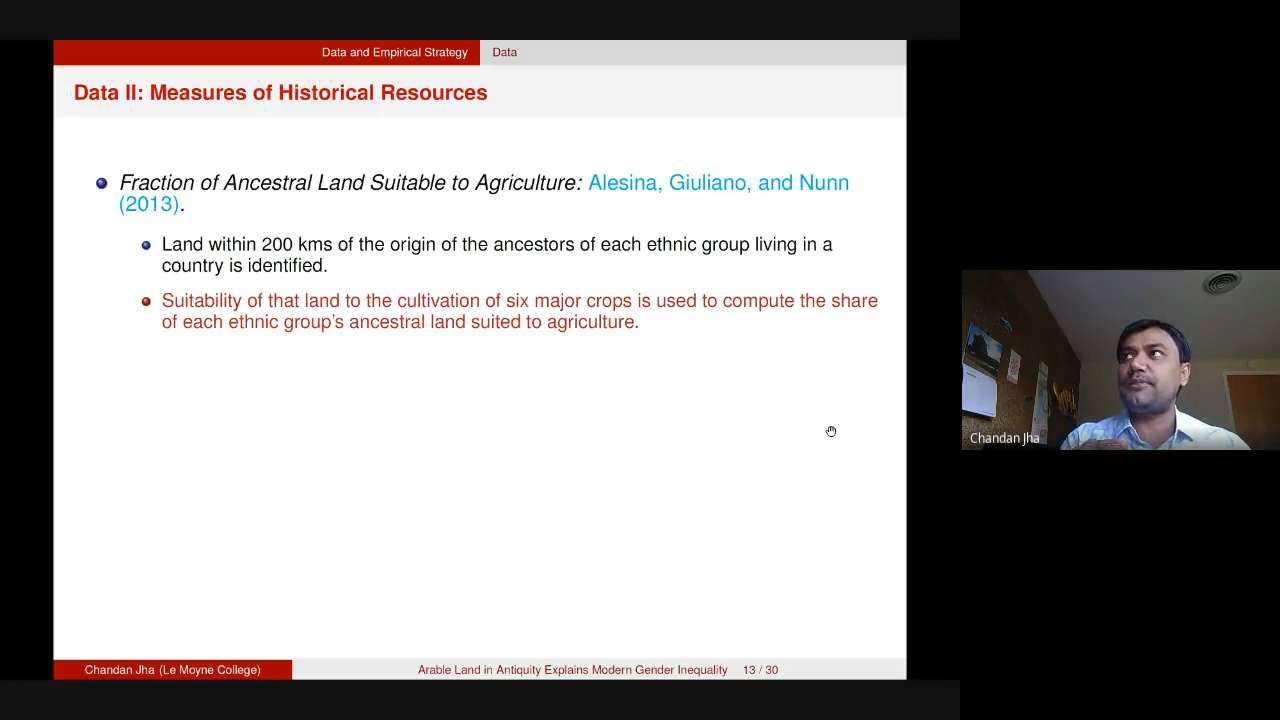 Data and Empirical Strategy Data
Data II: Measures of Historical Resources
Fraction of Ancestral Land Suitable to Agriculture: Alesina, Giuliano, and Nunn
(2013).
Land within 200 kms of the origin of the ancestors of each ethnic group living in a
country is identified.
Suitability of that land to the cultivation of six major crops is used to compute the share
of each ethnic group's ancestral land suited to agriculture.
Chandan Jha
Chandan Jha (Le Moyne College) Arable Land in Antiquity Explains Modern Gender Inequality 13 / 30